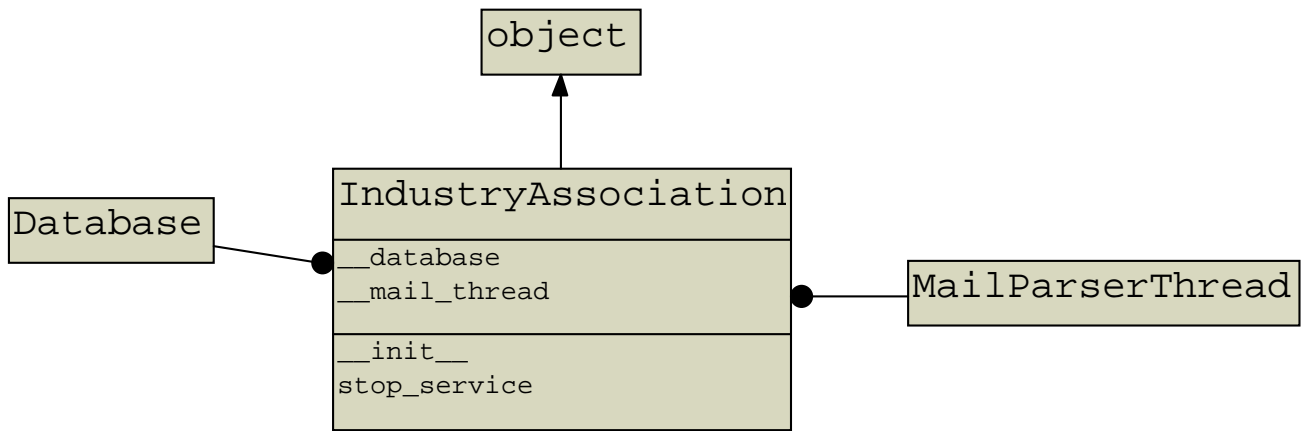 object
IndustryAssociation
Database
__database
__mail_thread
MailParserThread
__init__
stop_service